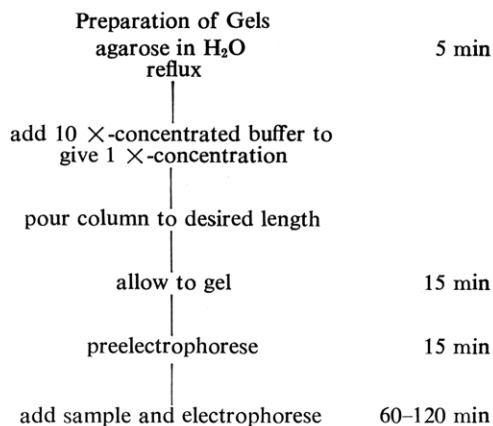 Preparation of Gels
agarose in H₂O 5 min
reflux
add 10 ×-concentrated buffer to
give 1 ×-concentration
pour column to desired length
allow to gel 15 min
preelectrophorese 15 min
add sample and electrophorese 60–120 min